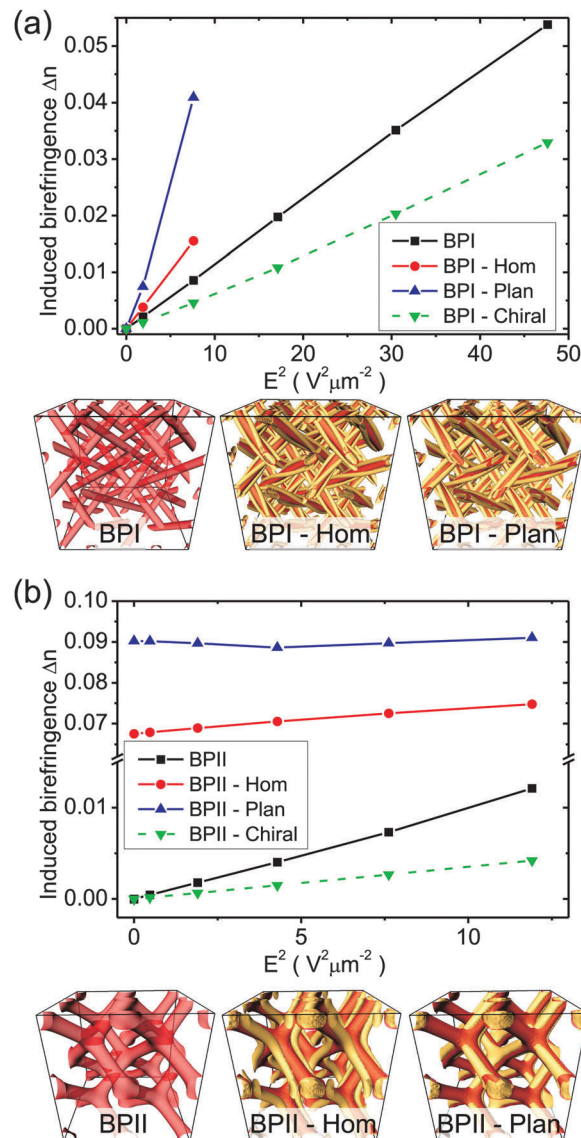 (a)
Induced birefringence Δn
0.05
0.04
0.03
0.02
0.01
0.00
BPI
BPI - Hom
BPI - Plan
BPI - Chiral
0 10 20 30 40 50
E² ( V²μm⁻² )
BPI BPI - Hom BPI - Plan
(b)
Induced birefringence Δn
0.10
0.09
0.08
0.07
0.01
0.00
BPII
BPII - Hom
BPII - Plan
BPII - Chiral
0 5 10
E² ( V²μm⁻² )
BPII BPII - Hom BPII - Plan